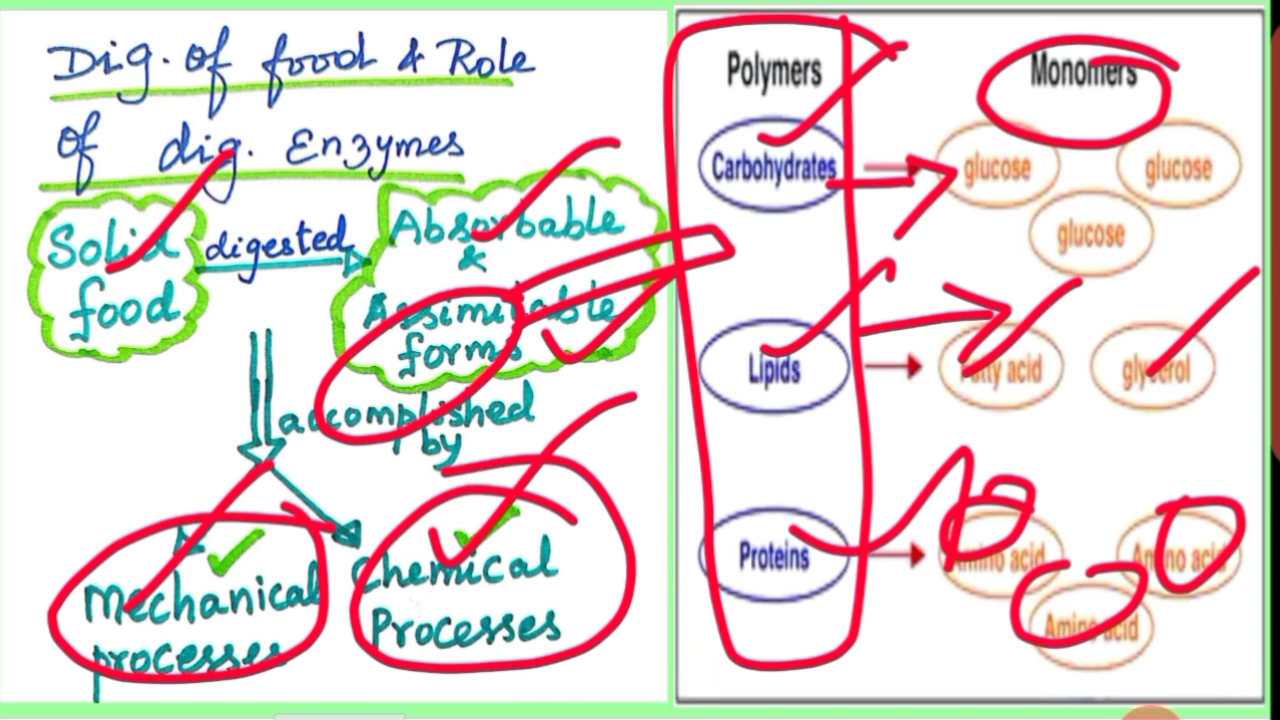 Dig. of food & Role
of dig. Enzymes
Solid
food
digested
Absorbable
&
Assimilable
forms
accomplished
by
Mechanical
processes
Chemical
Processes
Polymers
Monomers
Carbohydrates
glucose
glucose
glucose
Lipids
Fatty acid
glycerol
Proteins
Amino acid
Amino acid
Amino acid